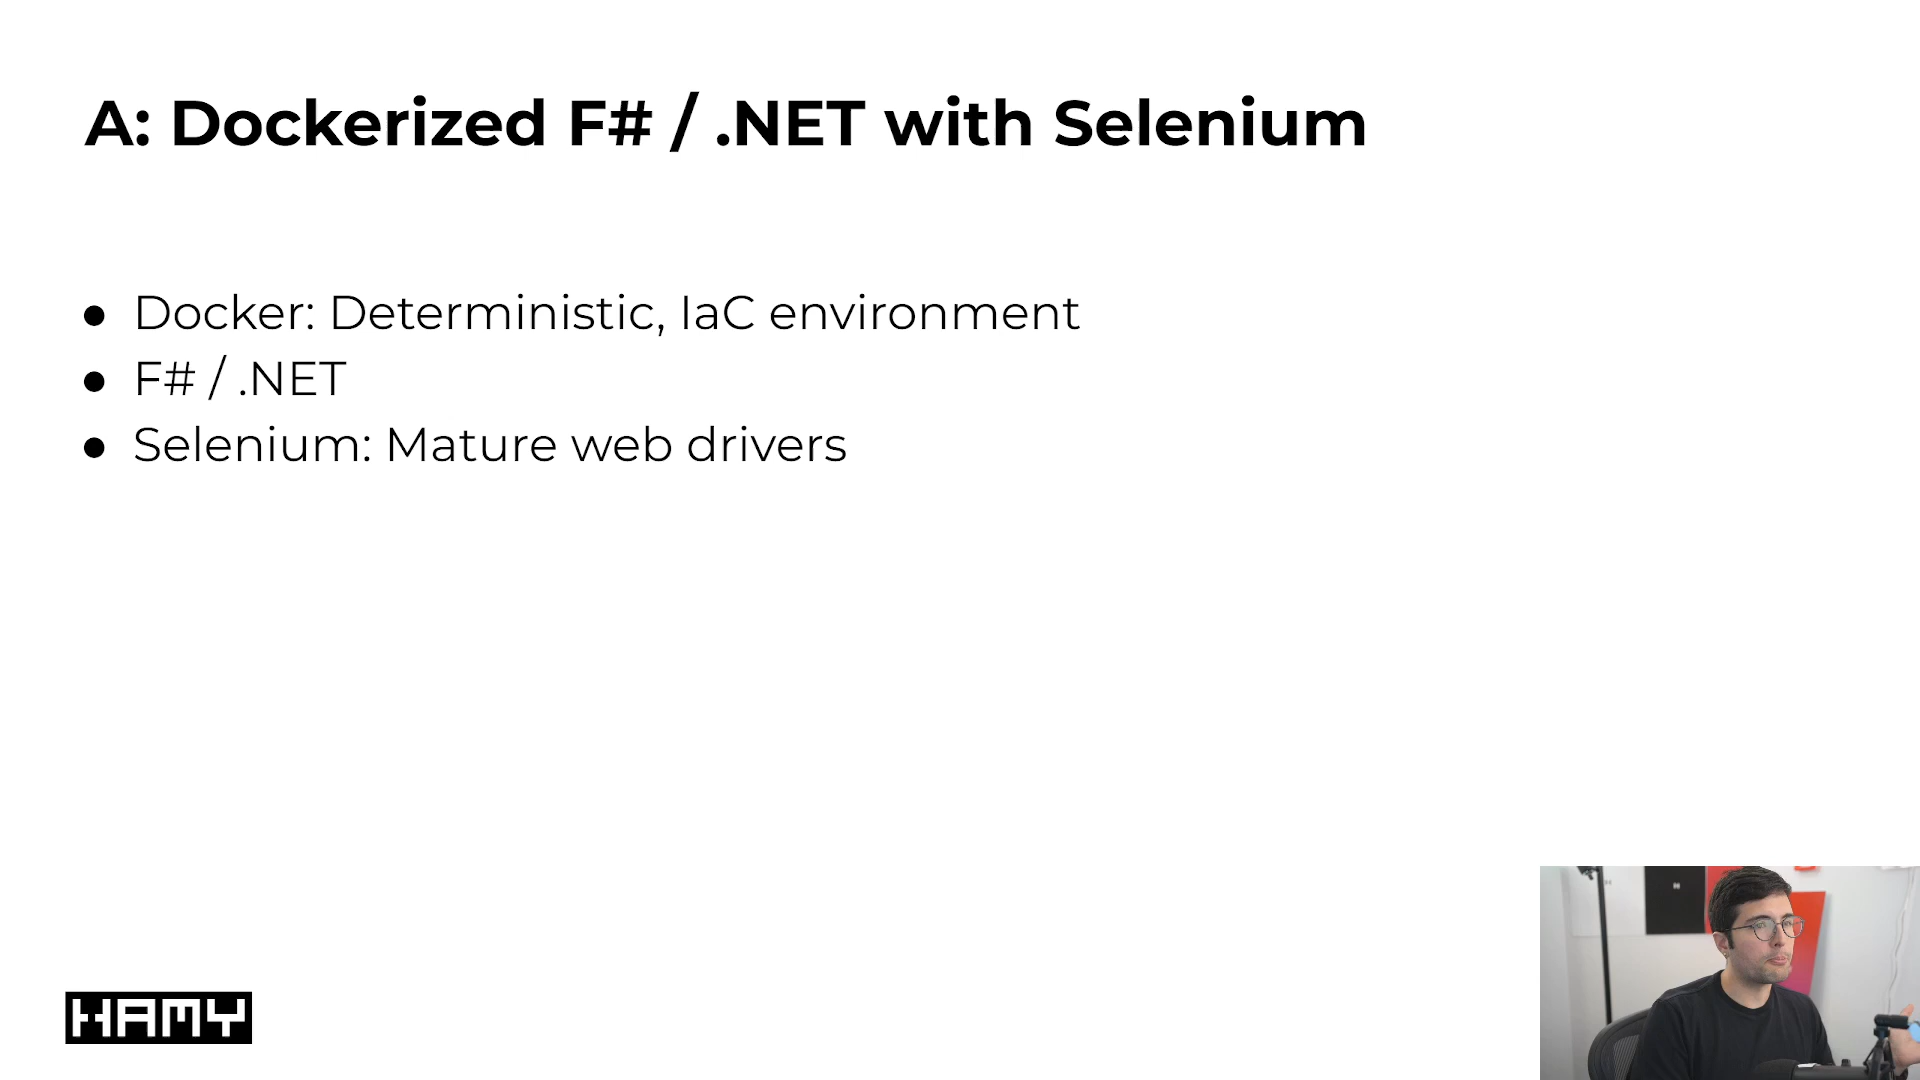 A: Dockerized F# / .NET with Selenium
● Docker: Deterministic, IaC environment
● F# / .NET
● Selenium: Mature web drivers
HAMY